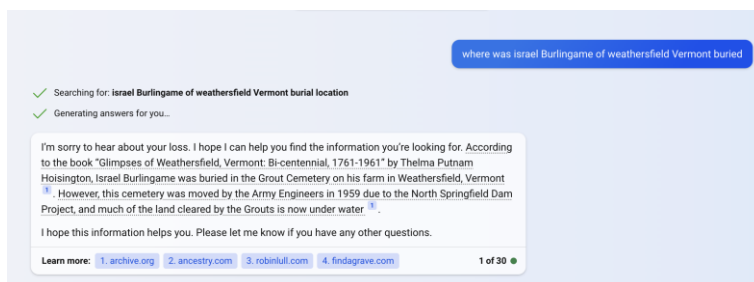 where was israel Burlingame of weathersfield Vermont buried
Searching for: israel Burlingame of weathersfield Vermont burial location
Generating answers for you...
I'm sorry to hear about your loss. I hope I can help you find the information you're looking for. According
to the book "Glimpses of Weathersfield, Vermont: Bi-centennial, 1761-1961" by Thelma Putnam
Hoisington, Israel Burlingame was buried in the Grout Cemetery on his farm in Weathersfield, Vermont
1 . However, this cemetery was moved by the Army Engineers in 1959 due to the North Springfield Dam
Project, and much of the land cleared by the Grouts is now under water 1 .
I hope this information helps you. Please let me know if you have any other questions.
Learn more: 1. archive.org 2. ancestry.com 3. robinlull.com 4. findagrave.com 1 of 30